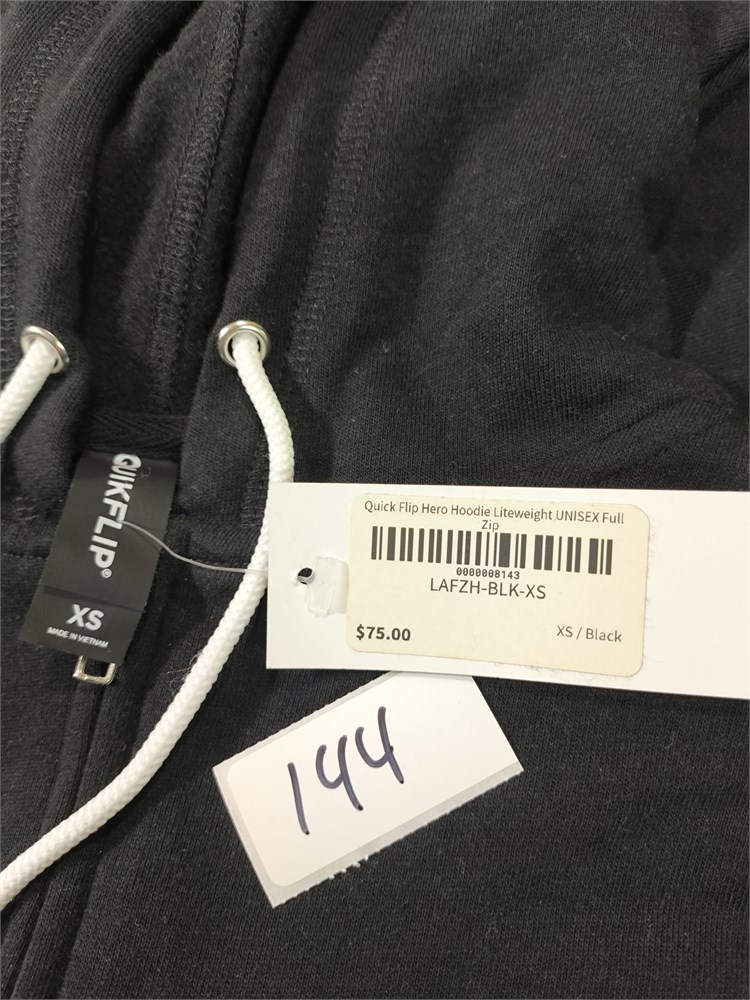 QUIKFLIP®
XS
MADE IN VIETNAM
Quick Flip Hero Hoodie Liteweight UNISEX Full
Zip
0000008143
LAFZH-BLK-XS
$75.00 XS / Black
144